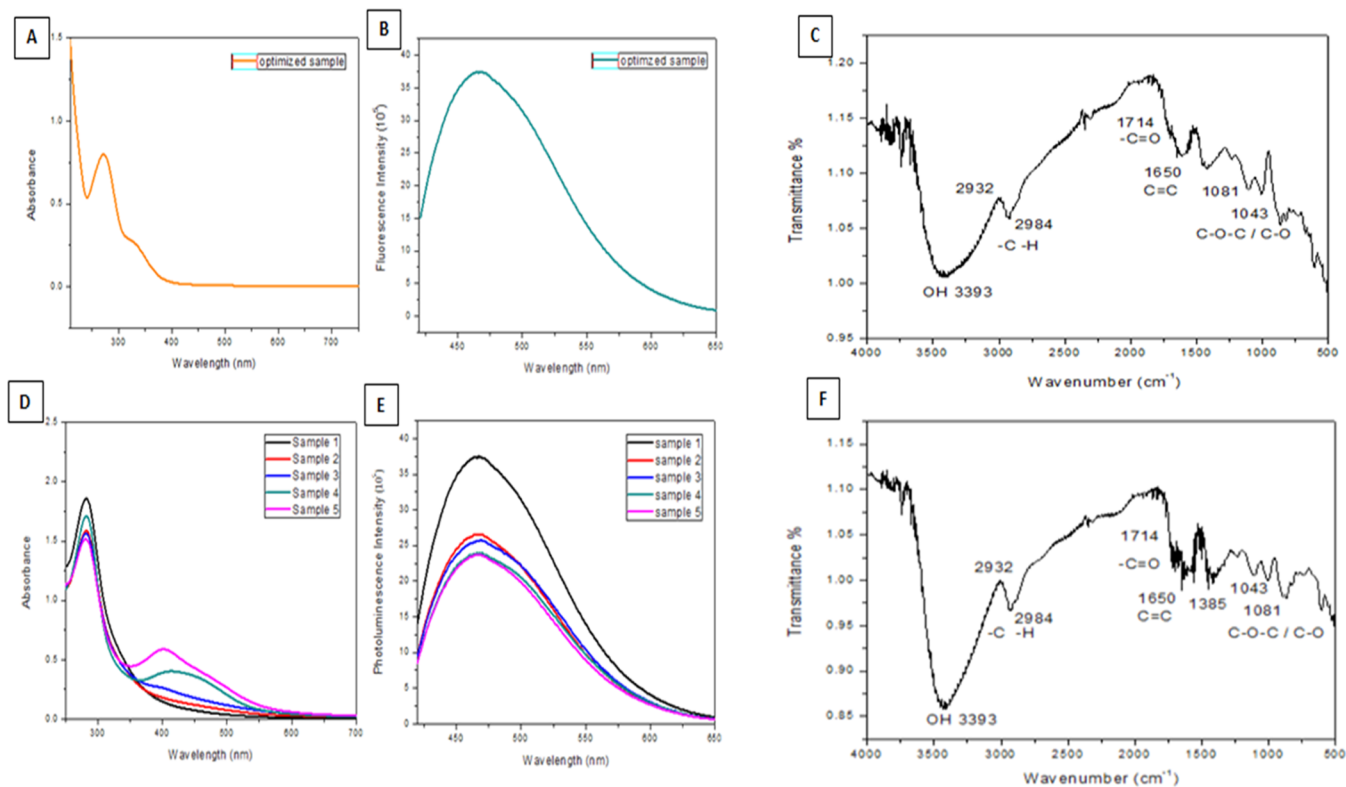 A
optimized sample
1.5
1.0
0.5
0.0
Absorbance
300 400 500 600 700
Wavelength (nm)
B
optimzed sample
40
35
30
25
20
15
10
5
0
Fluorescence Intensity (10⁵)
450 500 550 600 650
Wavelength (nm)
C
1.20
1.15
1.10
1.05
1.00
0.95
Transmittance %
OH 3393
2932
2984
-C -H
1714
-C=O
1650
C=C
1081
1043
C-O-C / C-O
4000 3500 3000 2500 2000 1500 1000 500
Wavenumber (cm⁻¹)
D
Sample 1
Sample 2
Sample 3
Sample 4
Sample 5
2.5
2.0
1.5
1.0
0.5
0.0
Absorbance
300 400 500 600 700
Wavelength (nm)
E
sample 1
sample 2
sample 3
sample 4
sample 5
40
35
30
25
20
15
10
5
0
Photoluminescence Intensity (10⁵)
450 500 550 600 650
Wavelength (nm)
F
1.15
1.10
1.05
1.00
0.95
0.90
0.85
Transmittance %
OH 3393
2932
2984
-C -H
1714
-C=O
1650
C=C
1385
1043
1081
C-O-C / C-O
4000 3500 3000 2500 2000 1500 1000 500
Wavenumber (cm⁻¹)